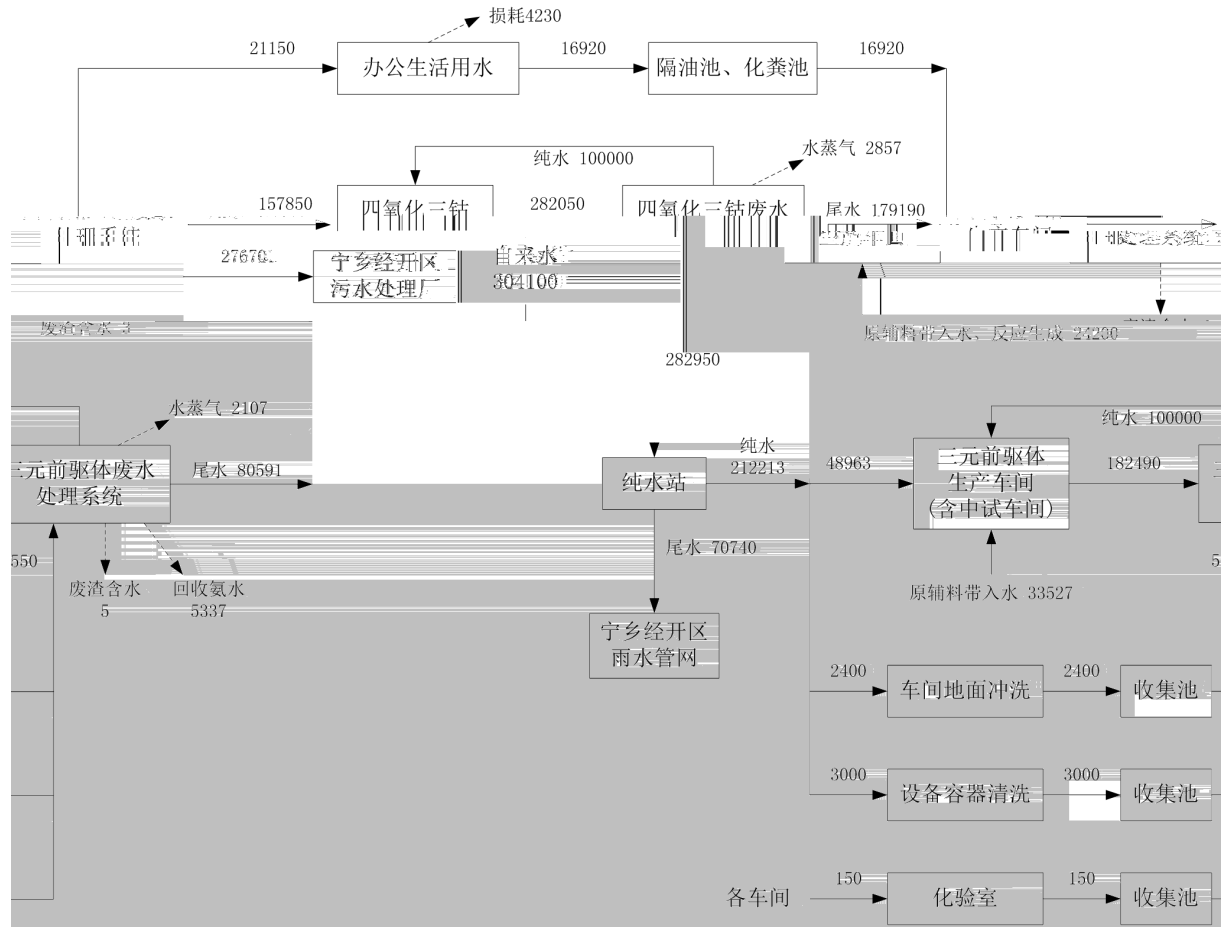 损耗4230
21150
办公生活用水
16920
隔油池、化粪池
16920
纯水 100000
水蒸气 2857
157850
四氧化三钴
282050
四氧化三钴废水
尾水 179190
宁乡经开区
污水处理厂
自来水
304100
282950
原辅料带入水，反应生成 24200
水蒸气 2107
纯水 100000
三元前驱体废水
处理系统
尾水 80591
纯水站
纯水
212213
48963
三元前驱体
生产车间
(含中试车间)
182490
尾水 70740
550
废渣含水
5
回收氨水
5337
原辅料带入水 33527
宁乡经开区
雨水管网
2400
车间地面冲洗
2400
收集池
3000
设备容器清洗
3000
收集池
各车间
150
化验室
150
收集池